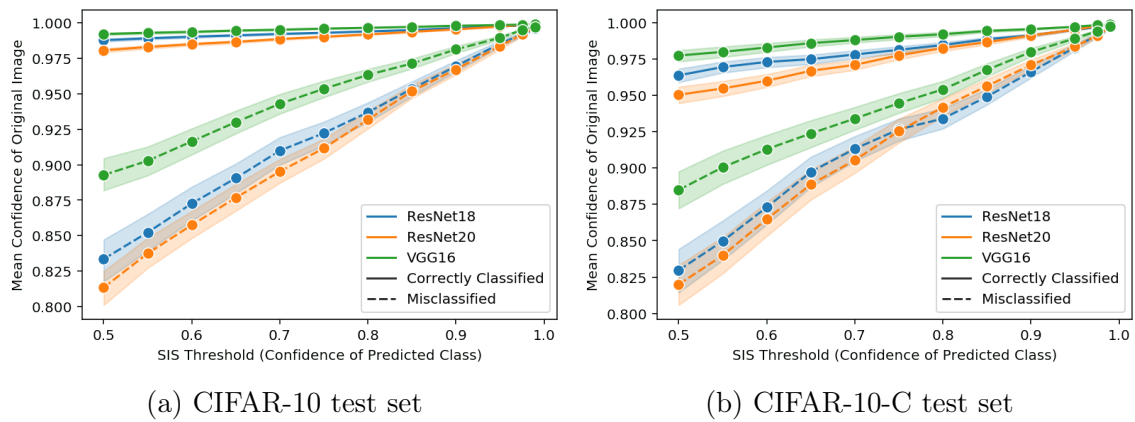 Mean Confidence of Original Image
1.000
0.975
0.950
0.925
0.900
0.875
0.850
0.825
0.800
ResNet18
ResNet20
VGG16
Correctly Classified
Misclassified
0.5 0.6 0.7 0.8 0.9 1.0
SIS Threshold (Confidence of Predicted Class)
(a) CIFAR-10 test set
Mean Confidence of Original Image
1.000
0.975
0.950
0.925
0.900
0.875
0.850
0.825
0.800
ResNet18
ResNet20
VGG16
Correctly Classified
Misclassified
0.5 0.6 0.7 0.8 0.9 1.0
SIS Threshold (Confidence of Predicted Class)
(b) CIFAR-10-C test set